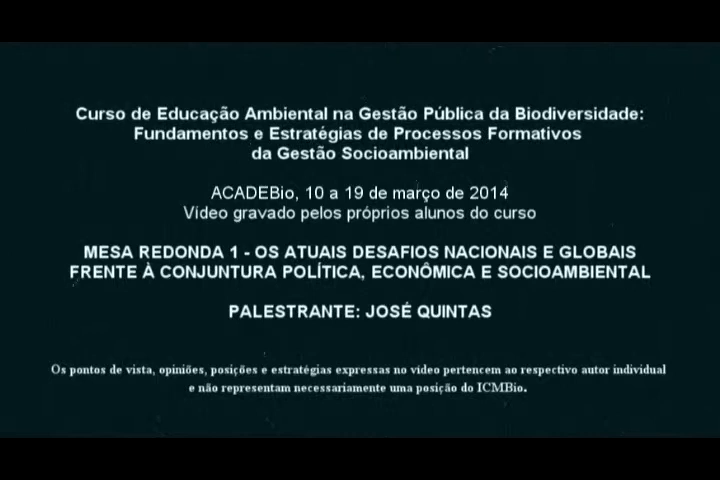 Curso de Educação Ambiental na Gestão Pública da Biodiversidade:
Fundamentos e Estratégias de Processos Formativos
da Gestão Socioambiental
ACADEBio, 10 a 19 de março de 2014
Vídeo gravado pelos próprios alunos do curso
MESA REDONDA 1 - OS ATUAIS DESAFIOS NACIONAIS E GLOBAIS
FRENTE À CONJUNTURA POLÍTICA, ECONÔMICA E SOCIOAMBIENTAL
PALESTRANTE: JOSÉ QUINTAS
Os pontos de vista, opiniões, posições e estratégias expressas no vídeo pertencem ao respectivo autor individual
e não representam necessariamente uma posição do ICMBio.